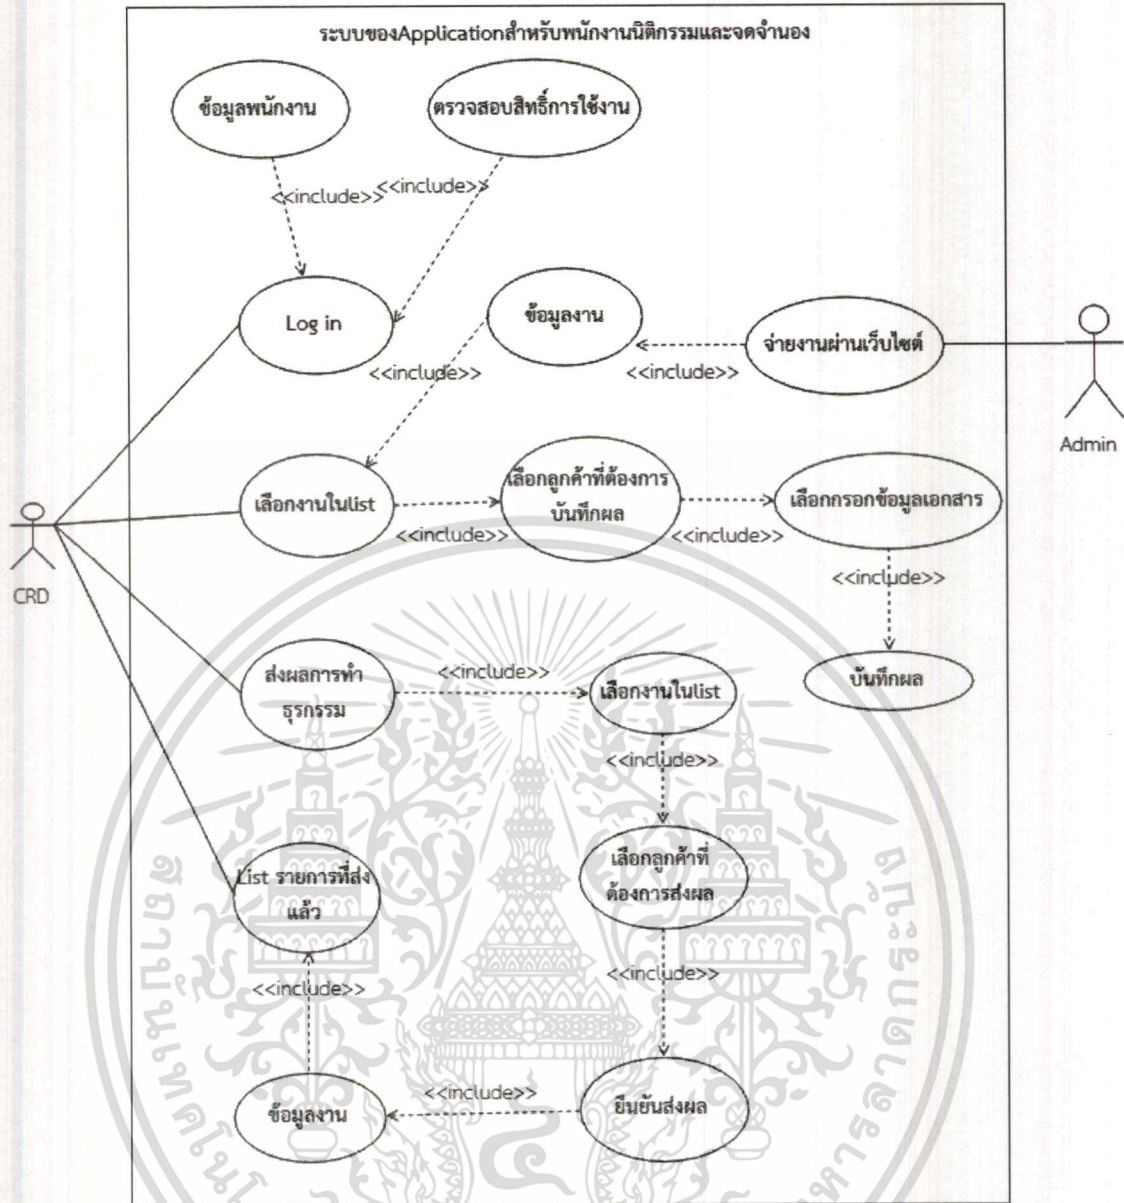 ระบบของApplicationสำหรับพนักงานนิติกรรมและจดจำนอง
ข้อมูลพนักงาน
ตรวจสอบสิทธิ์การใช้งาน
<<include>>
<<include>>
Log in
ข้อมูลงาน
จ่ายงานผ่านเว็บไซต์
<<include>>
<<include>>
Admin
เลือกงานในlist
เลือกลูกค้าที่ต้องการ
บันทึกผล
เลือกกรอกข้อมูลเอกสาร
<<include>>
<<include>>
<<include>>
CRD
ส่งผลการทำ
ธุรกรรม
<<include>>
เลือกงานในlist
บันทึกผล
<<include>>
List รายการที่ส่ง
แล้ว
เลือกลูกค้าที่
ต้องการส่งผล
<<include>>
<<include>>
ข้อมูลงาน
<<include>>
ยืนยันส่งผล